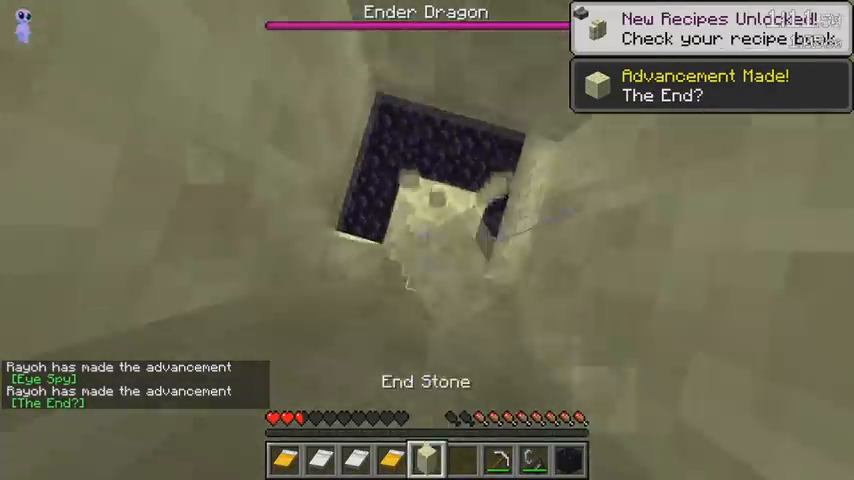 Ender Dragon
New Recipes Unlocked!
Check your recipe book
Advancement Made!
The End?
Rayoh has made the advancement
[Eye Spy]
Rayoh has made the advancement
[The End?]
End Stone